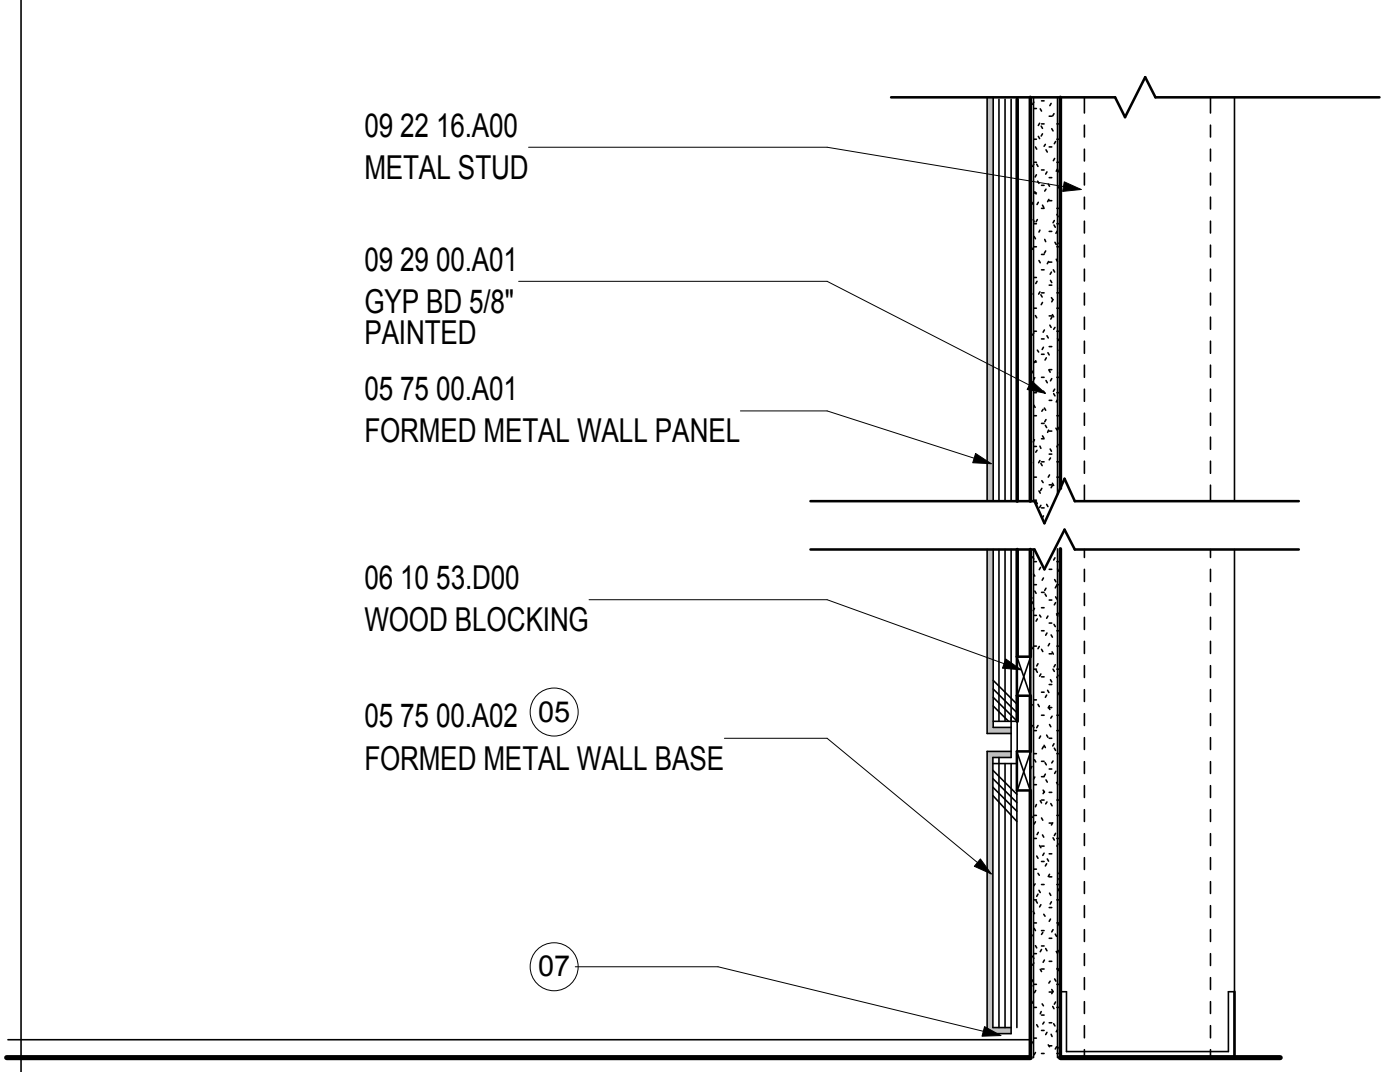 09 22 16.A00
METAL STUD
09 29 00.A01
GYP BD 5/8"
PAINTED
05 75 00.A01
FORMED METAL WALL PANEL
06 10 53.D00
WOOD BLOCKING
05 75 00.A02 05
FORMED METAL WALL BASE
07